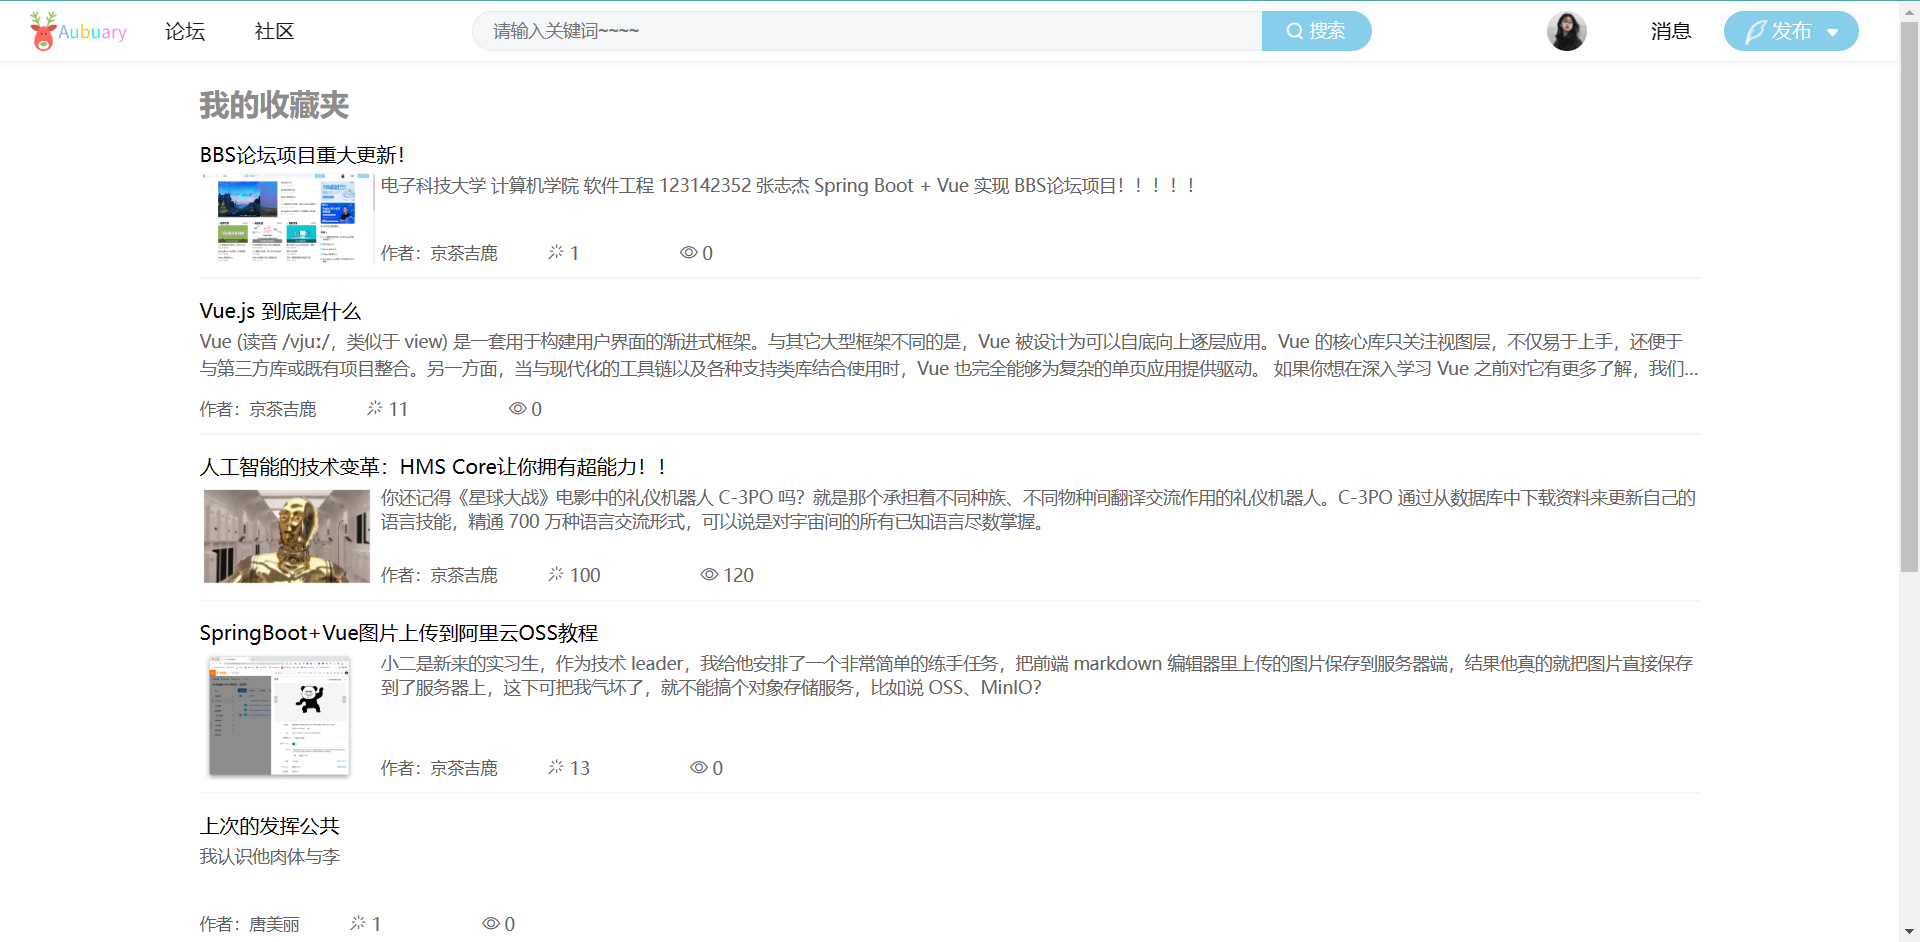 Aubuary 论坛 社区 请输入关键词~~~~ 搜索 消息 发布
我的收藏夹
BBS论坛项目重大更新！
电子科技大学 计算机学院 软件工程 123142352 张志杰 Spring Boot + Vue 实现 BBS论坛项目！！！！！
作者：京茶吉鹿 1 0
Vue.js 到底是什么
Vue (读音 /vjuː/，类似于 view) 是一套用于构建用户界面的渐进式框架。与其它大型框架不同的是，Vue 被设计为可以自底向上逐层应用。Vue 的核心库只关注视图层，不仅易于上手，还便于
与第三方库或既有项目整合。另一方面，当与现代化的工具链以及各种支持类库结合使用时，Vue 也完全能够为复杂的单页应用提供驱动。 如果你想在深入学习 Vue 之前对它有更多了解，我们...
作者：京茶吉鹿 11 0
人工智能的技术变革：HMS Core让你拥有超能力！！
你还记得《星球大战》电影中的礼仪机器人 C-3PO 吗？就是那个承担着不同种族、不同物种间翻译交流作用的礼仪机器人。C-3PO 通过从数据库中下载资料来更新自己的
语言技能，精通 700 万种语言交流形式，可以说是对宇宙间的所有已知语言尽数掌握。
作者：京茶吉鹿 100 120
SpringBoot+Vue图片上传到阿里云OSS教程
小二是新来的实习生，作为技术 leader，我给他安排了一个非常简单的练手任务，把前端 markdown 编辑器里上传的图片保存到服务器端，结果他真的就把图片直接保存
到了服务器上，这下可把我气坏了，就不能搞个对象存储服务，比如说 OSS、MinIO？
作者：京茶吉鹿 13 0
上次的发挥公共
我认识他肉体与李
作者：唐美丽 1 0